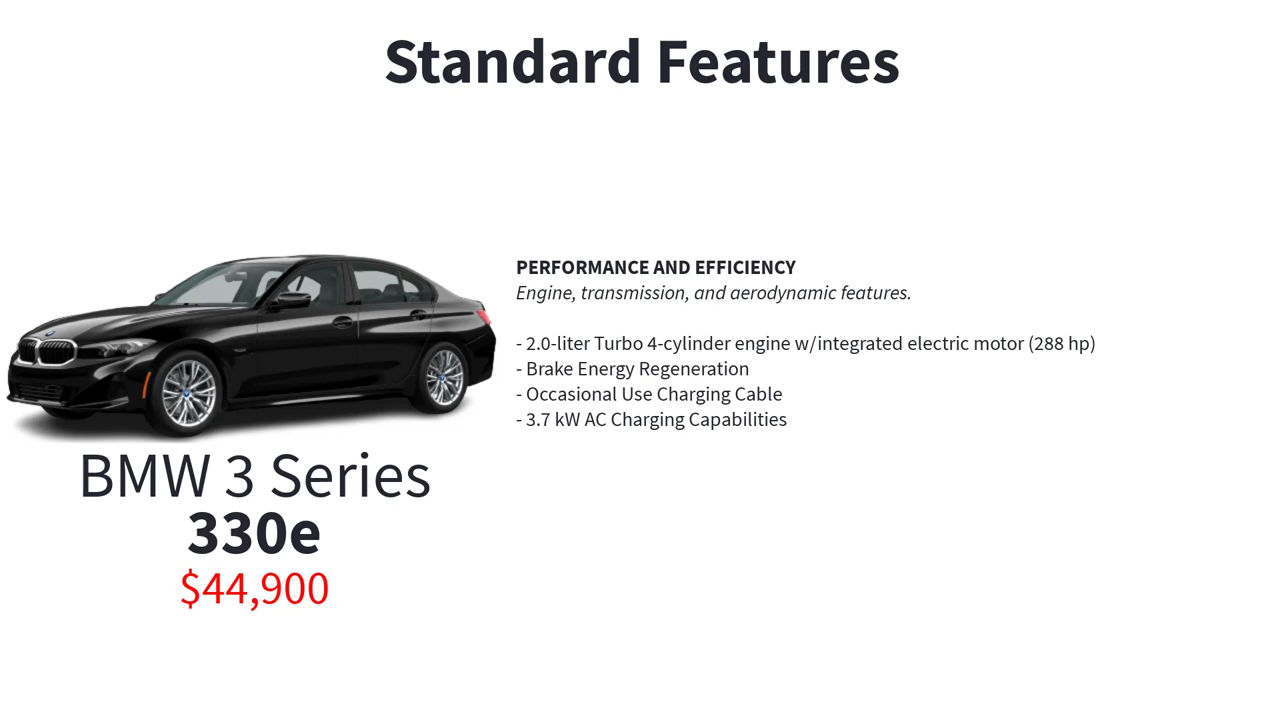 Standard Features
PERFORMANCE AND EFFICIENCY
Engine, transmission, and aerodynamic features.
- 2.0-liter Turbo 4-cylinder engine w/integrated electric motor (288 hp)
- Brake Energy Regeneration
- Occasional Use Charging Cable
- 3.7 kW AC Charging Capabilities
BMW 3 Series
330e
$44,900